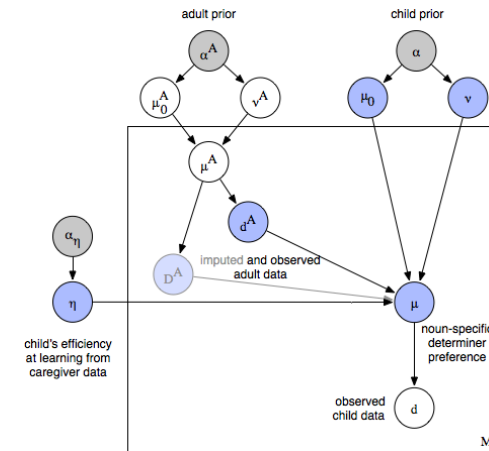 adult prior
child prior
α^A
α
μ_0^A
ν^A
μ_0
ν
μ^A
d^A
α_η
imputed and observed
adult data
D^A
η
μ
child's efficiency
at learning from
caregiver data
noun-specific
determiner
preference
observed
child data
d
M